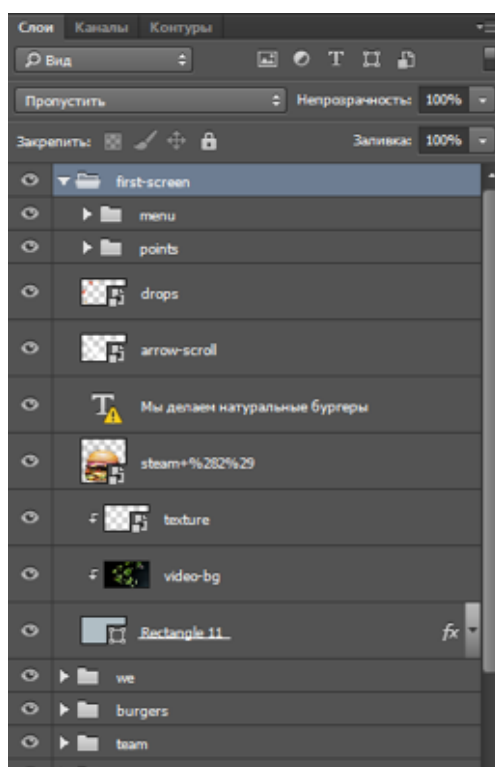 Слои Каналы Контуры
Вид
Пропустить Непрозрачность: 100%
Закрепить: Заливка: 100%
first-screen
menu
points
drops
arrow-scroll
Мы делаем натуральные бургеры
steam+%282%29
texture
video-bg
Rectangle 11 fx
we
burgers
team